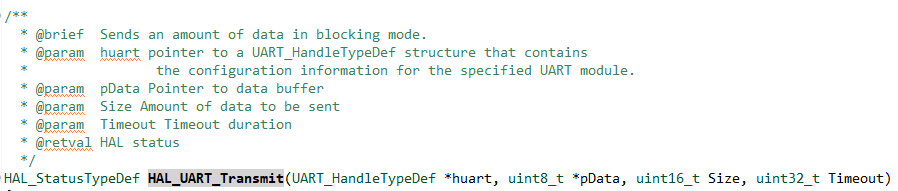 /**
* @brief  Sends an amount of data in blocking mode.
* @param  huart pointer to a UART_HandleTypeDef structure that contains
*               the configuration information for the specified UART module.
* @param  pData Pointer to data buffer
* @param  Size Amount of data to be sent
* @param  Timeout Timeout duration
* @retval HAL status
*/
HAL_StatusTypeDef HAL_UART_Transmit(UART_HandleTypeDef *huart, uint8_t *pData, uint16_t Size, uint32_t Timeout)